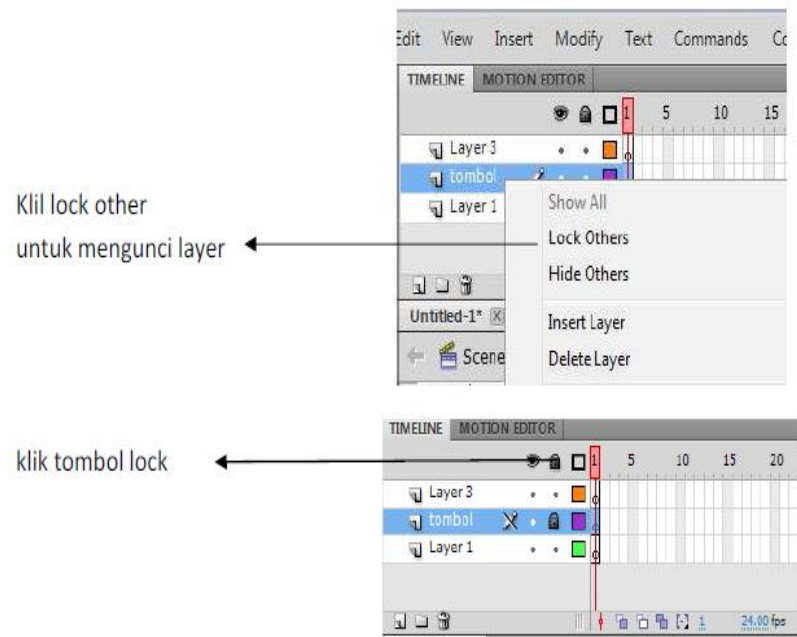 Edit View Insert Modify Text Commands Co
TIMELINE MOTION EDITOR
1 5 10 15
Layer 3
tombol
Layer 1
Show All
Lock Others
Hide Others
Insert Layer
Delete Layer
Untitled-1*
Scene
Klil lock other
untuk mengunci layer
TIMELINE MOTION EDITOR
1 5 10 15 20
Layer 3
tombol
Layer 1
1 24.00 fps
klik tombol lock